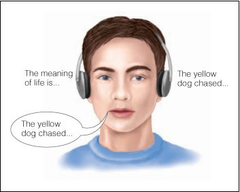 The meaning
of life is...
The yellow
dog chased...
The yellow
dog chased...